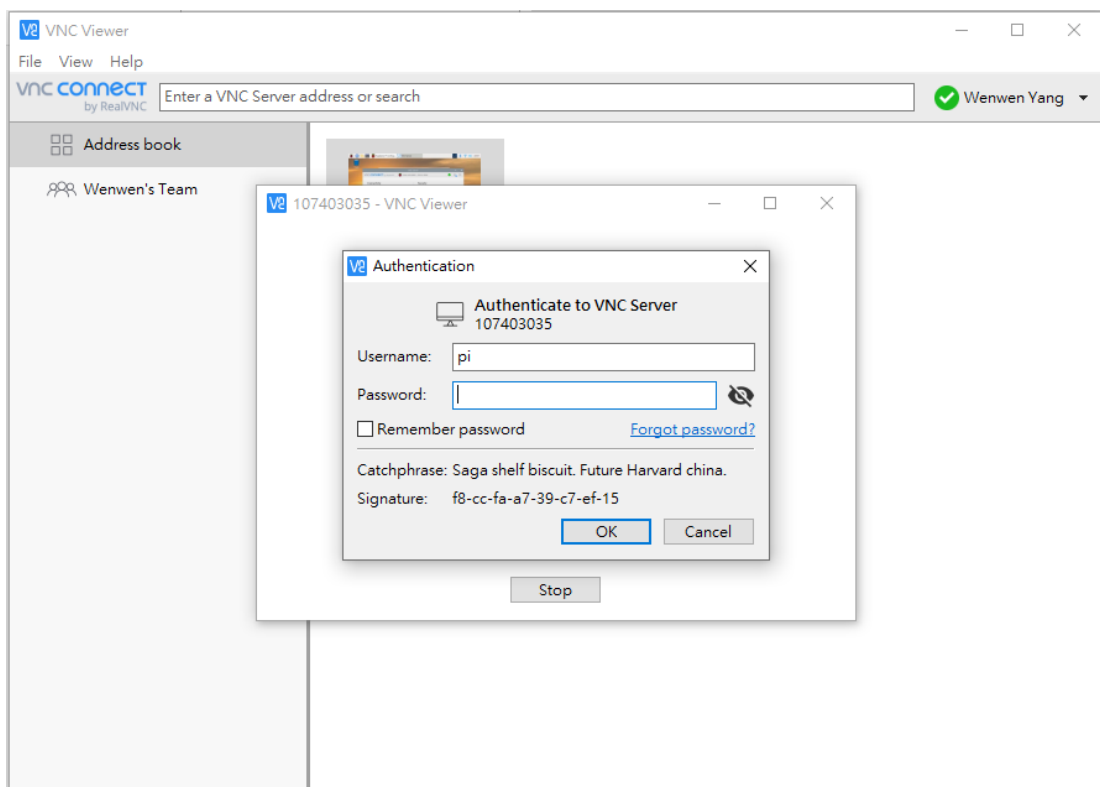 VNC Viewer
File View Help
vnc connect
by RealVNC
Enter a VNC Server address or search
Wenwen Yang
Address book
Wenwen's Team
107403035 - VNC Viewer
Authentication
Authenticate to VNC Server
107403035
Username: pi
Password:
Remember password Forgot password?
Catchphrase: Saga shelf biscuit. Future Harvard china.
Signature: f8-cc-fa-a7-39-c7-ef-15
OK Cancel
Stop